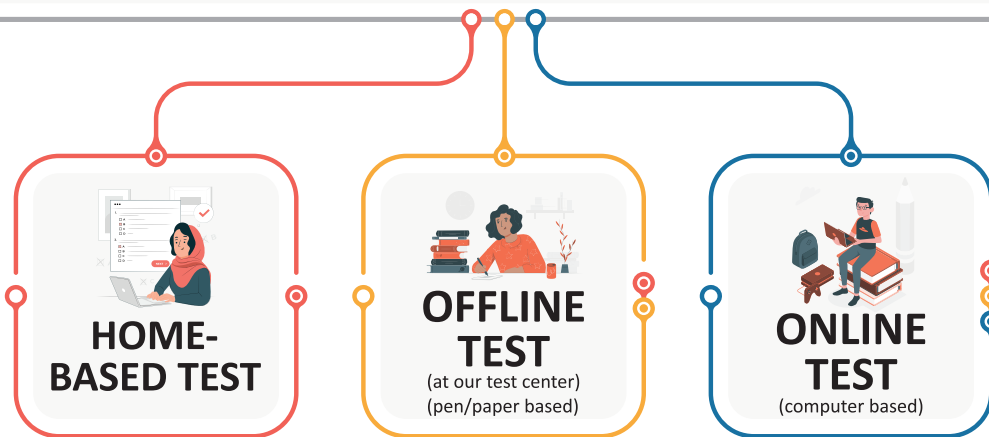 HOME-
BASED TEST
OFFLINE
TEST
(at our test center)
(pen/paper based)
ONLINE
TEST
(computer based)